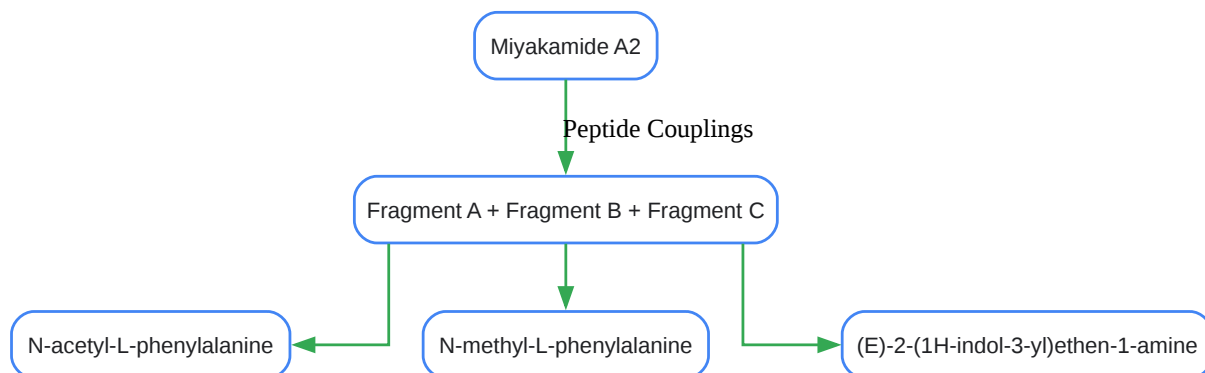 Miyakamide A2
Peptide Couplings
Fragment A + Fragment B + Fragment C
N-acetyl-L-phenylalanine
N-methyl-L-phenylalanine
(E)-2-(1H-indol-3-yl)ethen-1-amine